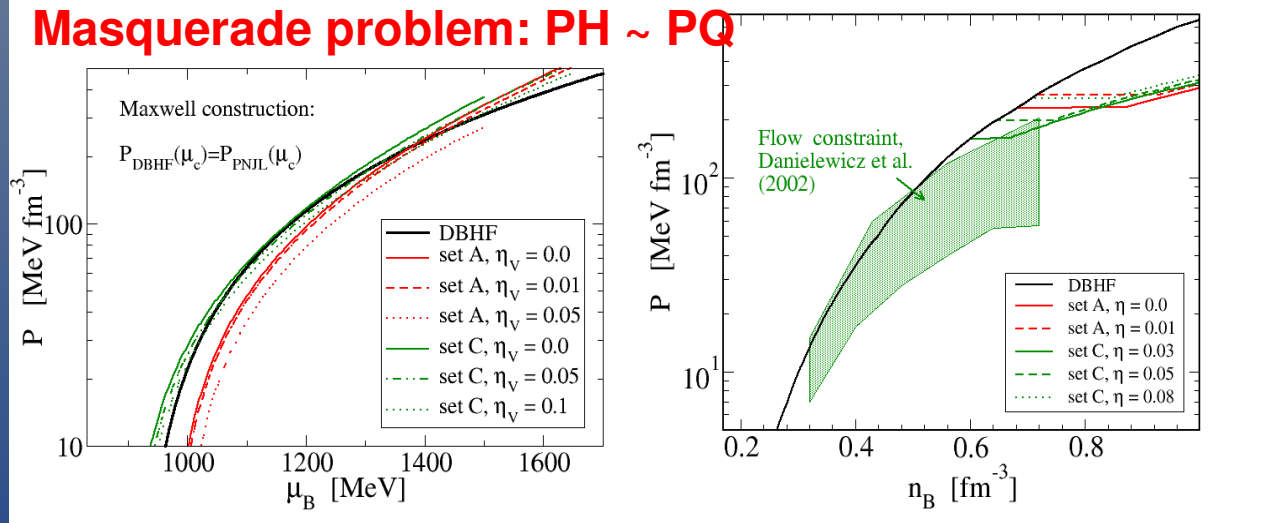 Masquerade problem: PH ~ PQ
Maxwell construction:
P_DBHF(μ_c)=P_PNJL(μ_c)
P [MeV fm^-3]
100
10
1000
1200
1400
1600
μ_B [MeV]
DBHF
set A, η_V = 0.0
set A, η_V = 0.01
set A, η_V = 0.05
set C, η_V = 0.0
set C, η_V = 0.05
set C, η_V = 0.1
Flow constraint,
Danielewicz et al.
(2002)
P [MeV fm^-3]
10^2
10^1
0.2
0.4
0.6
0.8
n_B [fm^-3]
DBHF
set A, η = 0.0
set A, η = 0.01
set C, η = 0.03
set C, η = 0.05
set C, η = 0.08